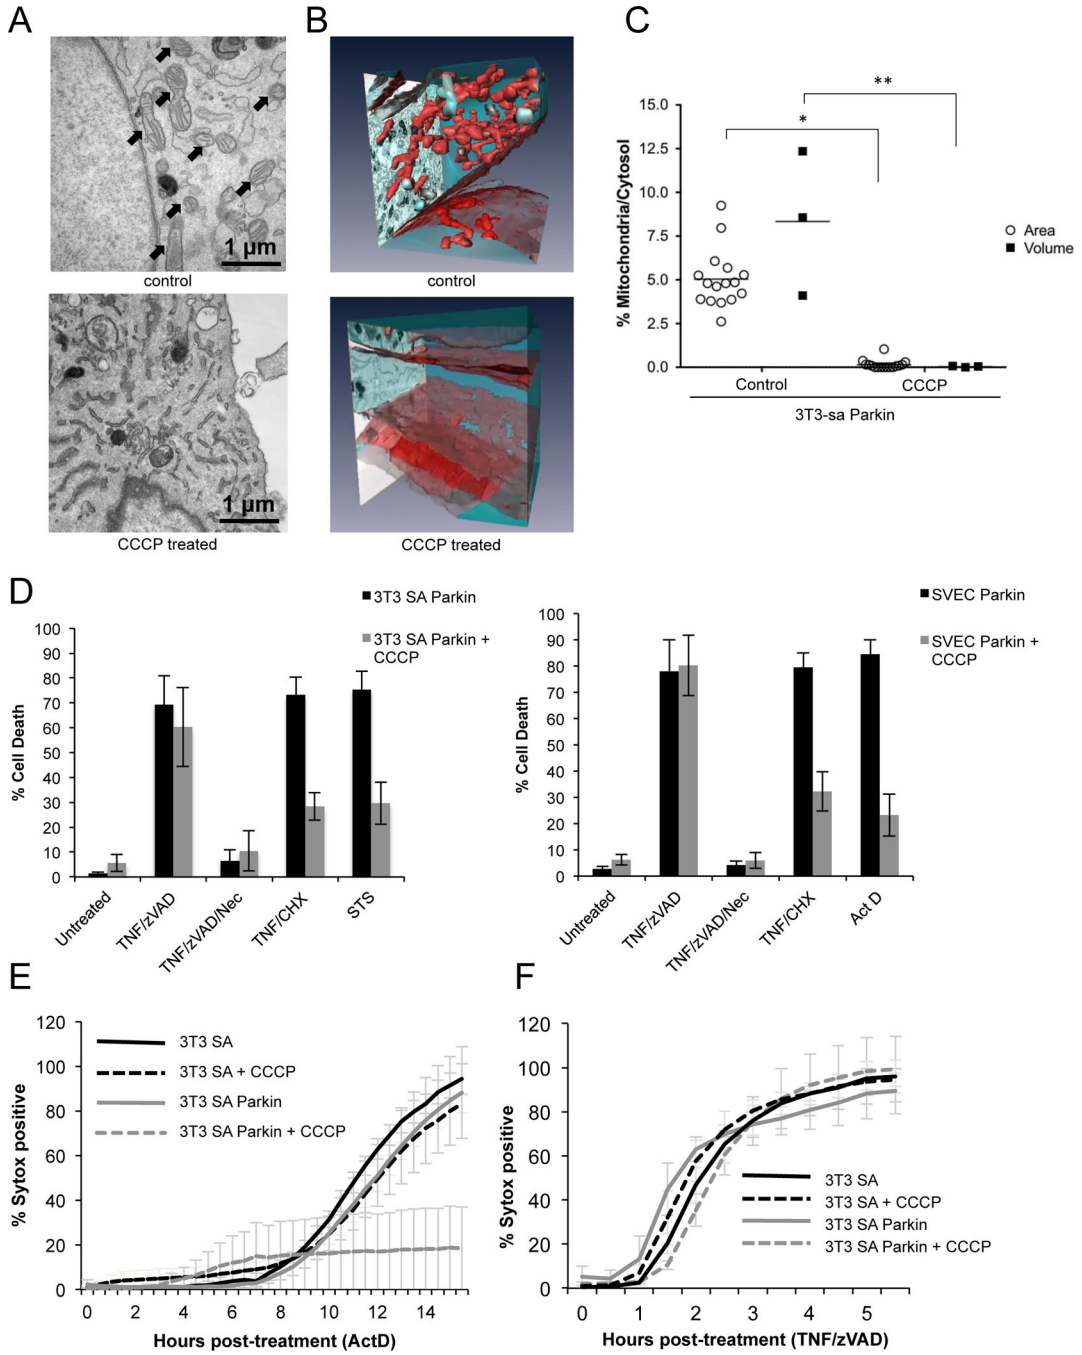 A
B
C
1 µm
control
control
1 µm
CCCP treated
CCCP treated
% Mitochondria/Cytosol
15.0
12.5
10.0
7.5
5.0
2.5
0.0
*
**
Area
Volume
Control
CCCP
3T3-sa Parkin
D
% Cell Death
100
90
80
70
60
50
40
30
20
10
0
3T3 SA Parkin
3T3 SA Parkin +
CCCP
Untreated
TNF/zVAD
TNF/zVAD/Nec
TNF/CHX
STS
% Cell Death
100
90
80
70
60
50
40
30
20
10
0
SVEC Parkin
SVEC Parkin +
CCCP
Untreated
TNF/zVAD
TNF/zVAD/Nec
TNF/CHX
Act D
E
% Sytox positive
120
100
80
60
40
20
0
3T3 SA
3T3 SA + CCCP
3T3 SA Parkin
3T3 SA Parkin + CCCP
0 2 4 6 8 10 12 14
Hours post-treatment (ActD)
F
% Sytox positive
120
100
80
60
40
20
0
3T3 SA
3T3 SA + CCCP
3T3 SA Parkin
3T3 SA Parkin + CCCP
0 1 2 3 4 5
Hours post-treatment (TNF/zVAD)